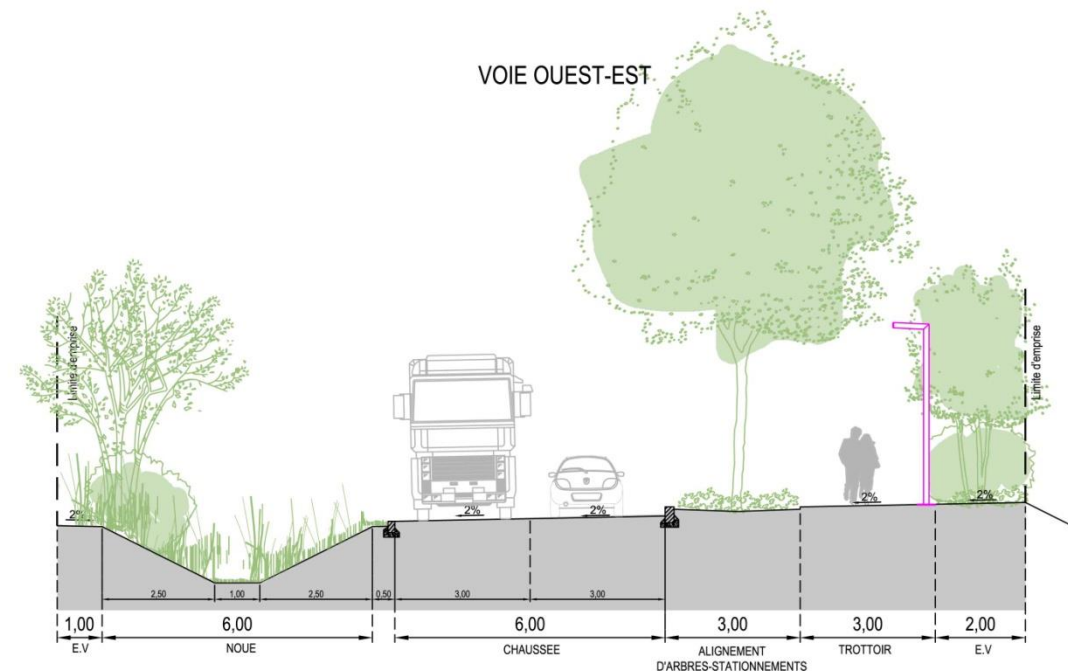 VOIE OUEST-EST
Limite d'emprise
Limite d'emprise
2%
2%
2%
2%
2%
2,50
1,00
2,50
0,50
3,00
3,00
1,00
6,00
6,00
3,00
3,00
2,00
E.V
NOUE
CHAUSSEE
ALIGNEMENT
D'ARBRES-STATIONNEMENTS
TROTTOIR
E.V